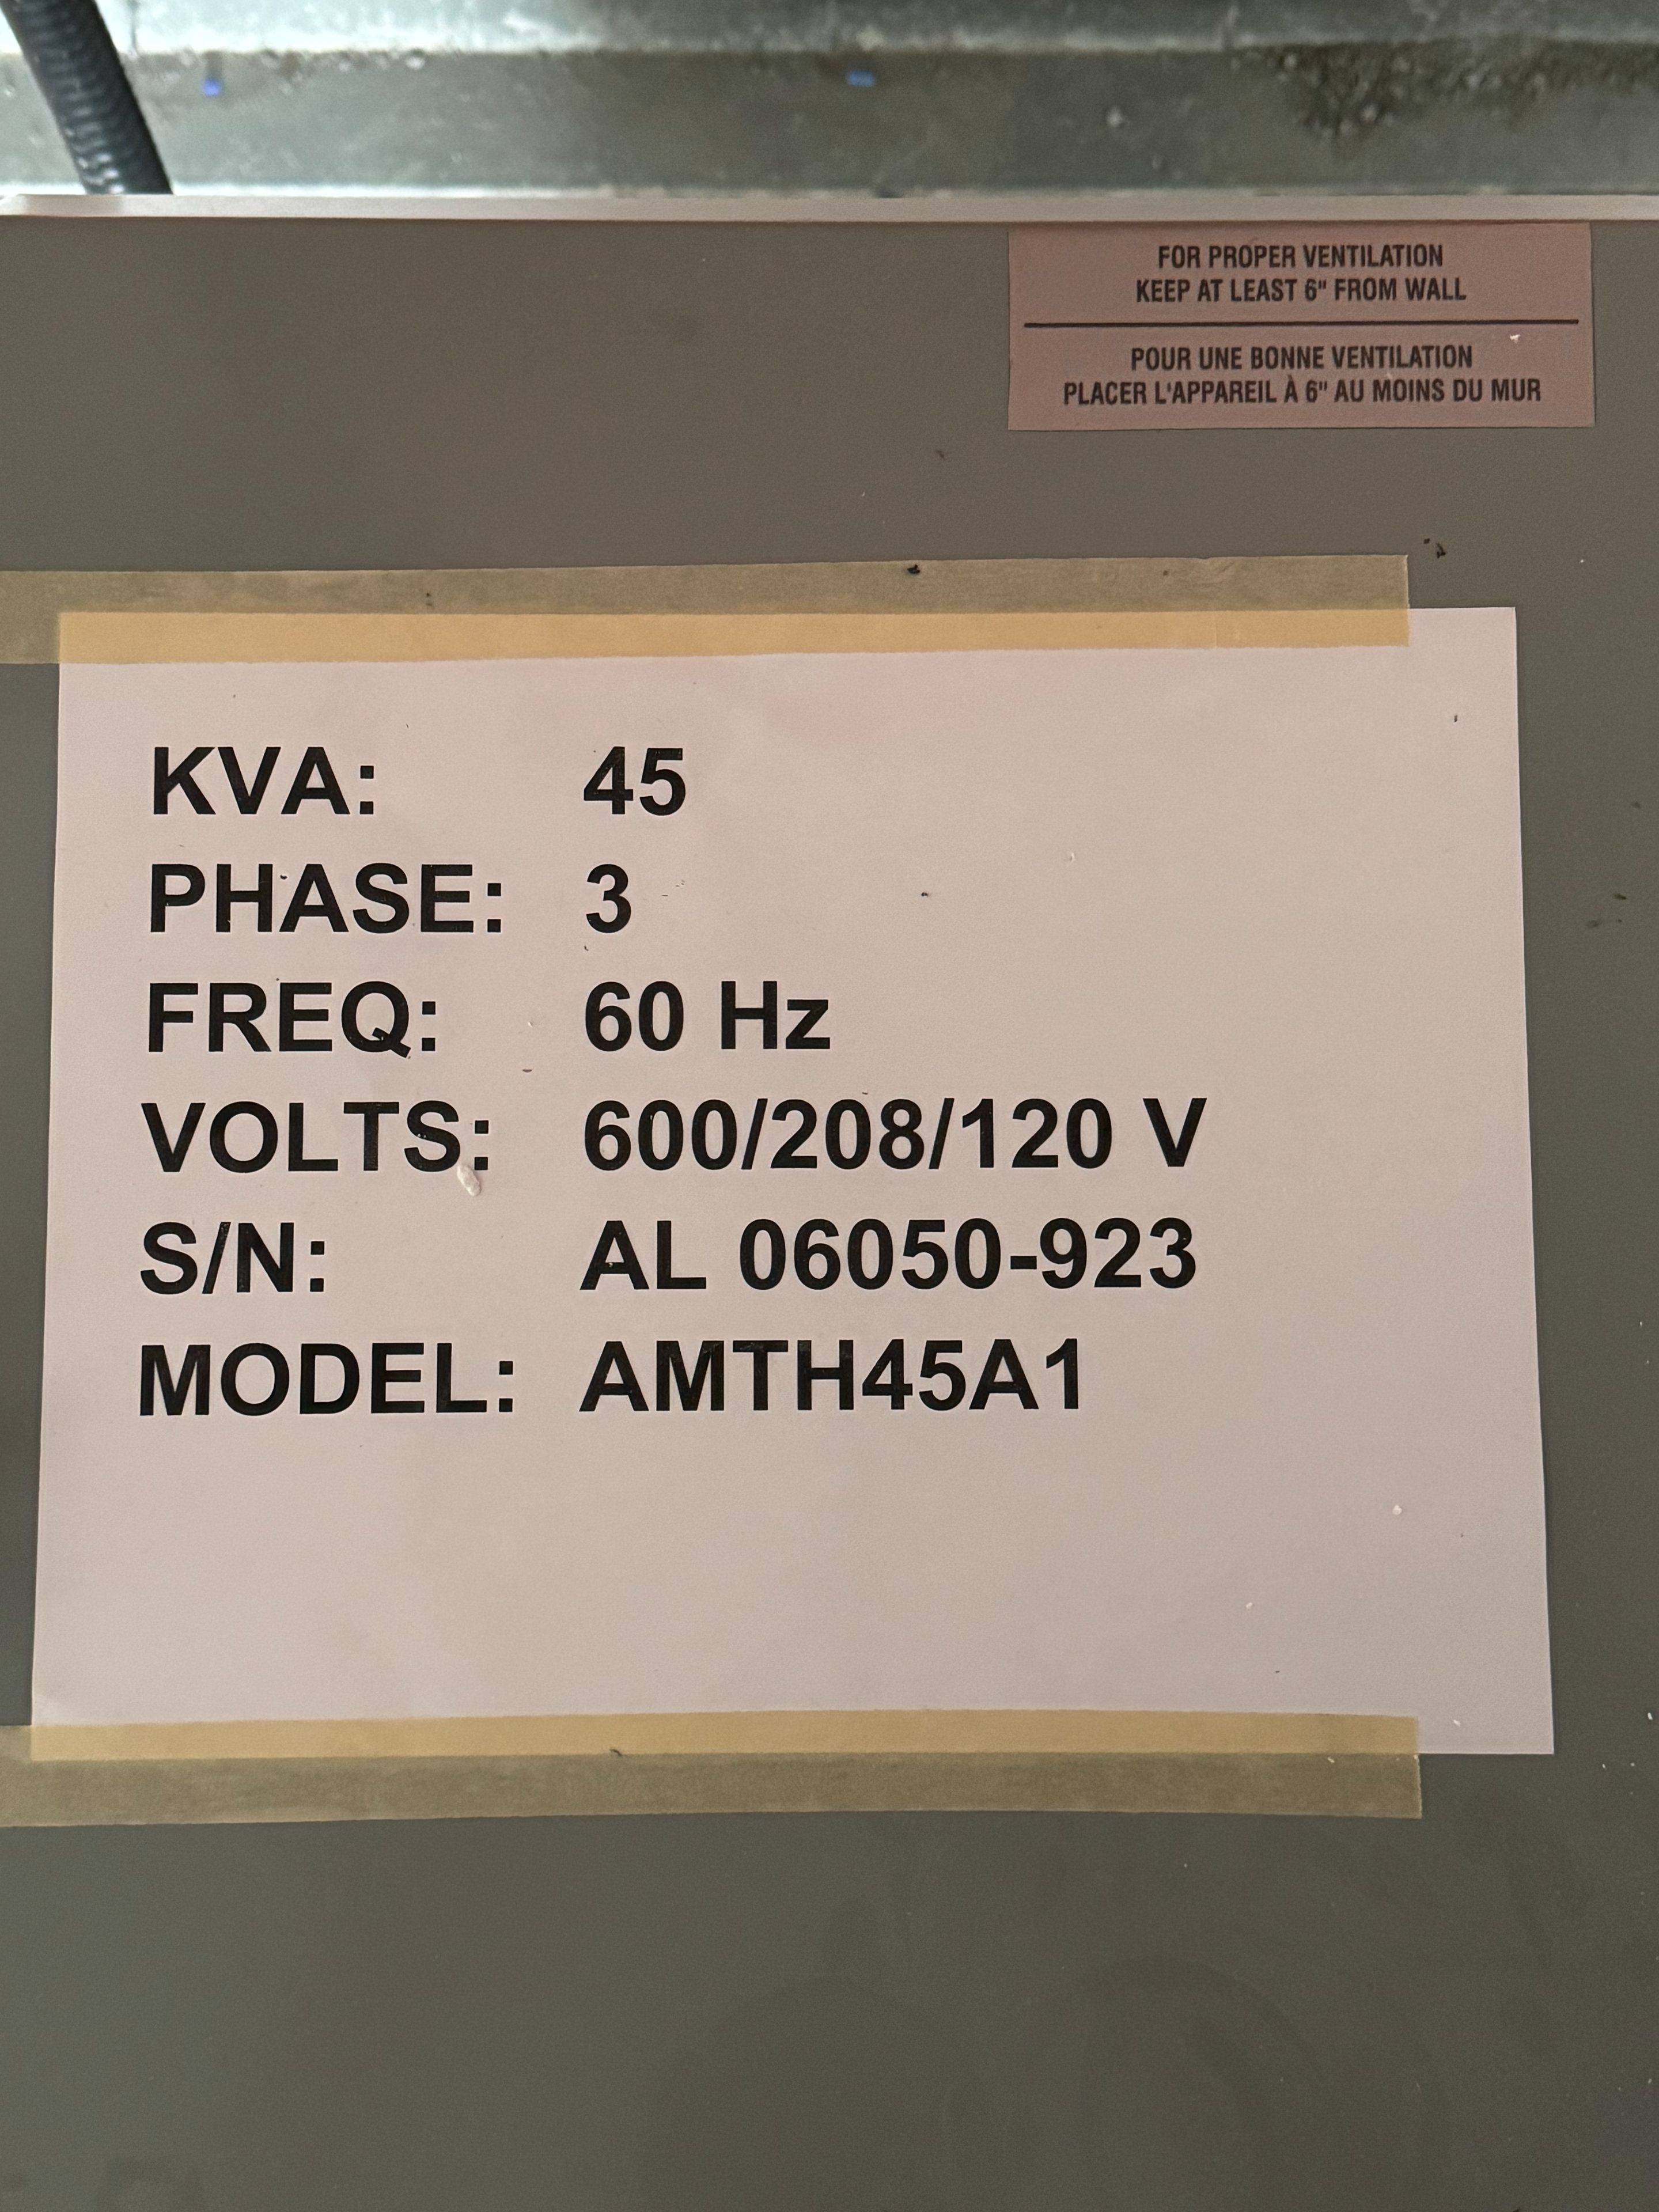 FOR PROPER VENTILATION
KEEP AT LEAST 6" FROM WALL
POUR UNE BONNE VENTILATION
PLACER L'APPAREIL À 6" AU MOINS DU MUR
KVA: 45
PHASE: 3
FREQ: 60 Hz
VOLTS: 600/208/120 V
S/N: AL 06050-923
MODEL: AMTH45A1